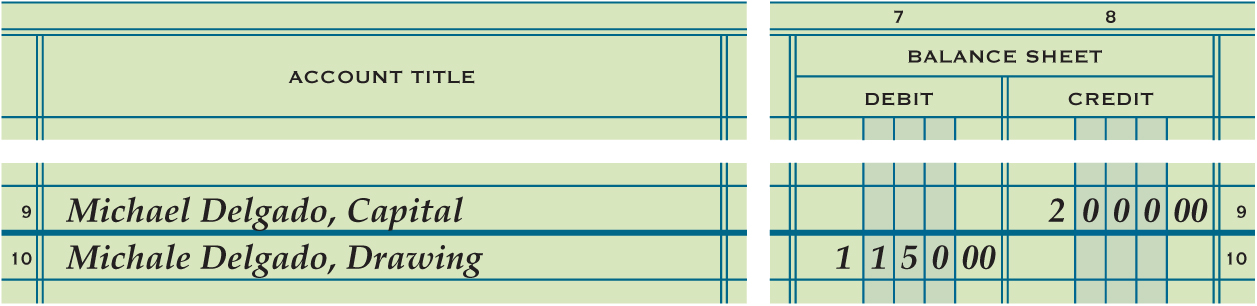 7 8
ACCOUNT TITLE
BALANCE SHEET
DEBIT CREDIT
9 Michael Delgado, Capital 2 0 0 0 00 9
10 Michale Delgado, Drawing 1 1 5 0 00 10